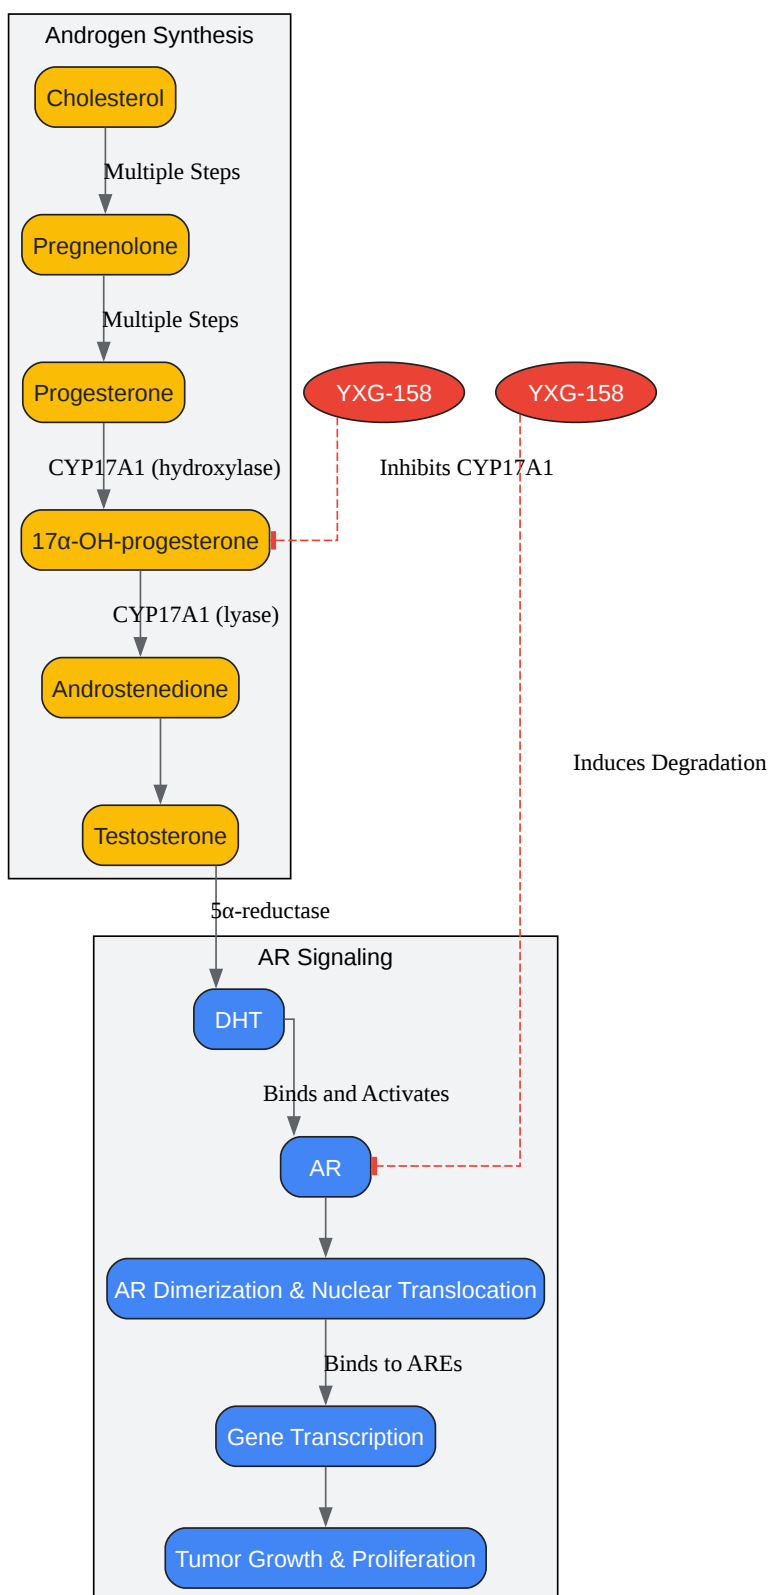 Androgen Synthesis
Cholesterol
Multiple Steps
Pregnenolone
Multiple Steps
Progesterone
YXG-158
YXG-158
CYP17A1 (hydroxylase)
Inhibits CYP17A1
17α-OH-progesterone
CYP17A1 (lyase)
Androstenedione
Induces Degradation
Testosterone
5α-reductase
AR Signaling
DHT
Binds and Activates
AR
AR Dimerization & Nuclear Translocation
Binds to AREs
Gene Transcription
Tumor Growth & Proliferation